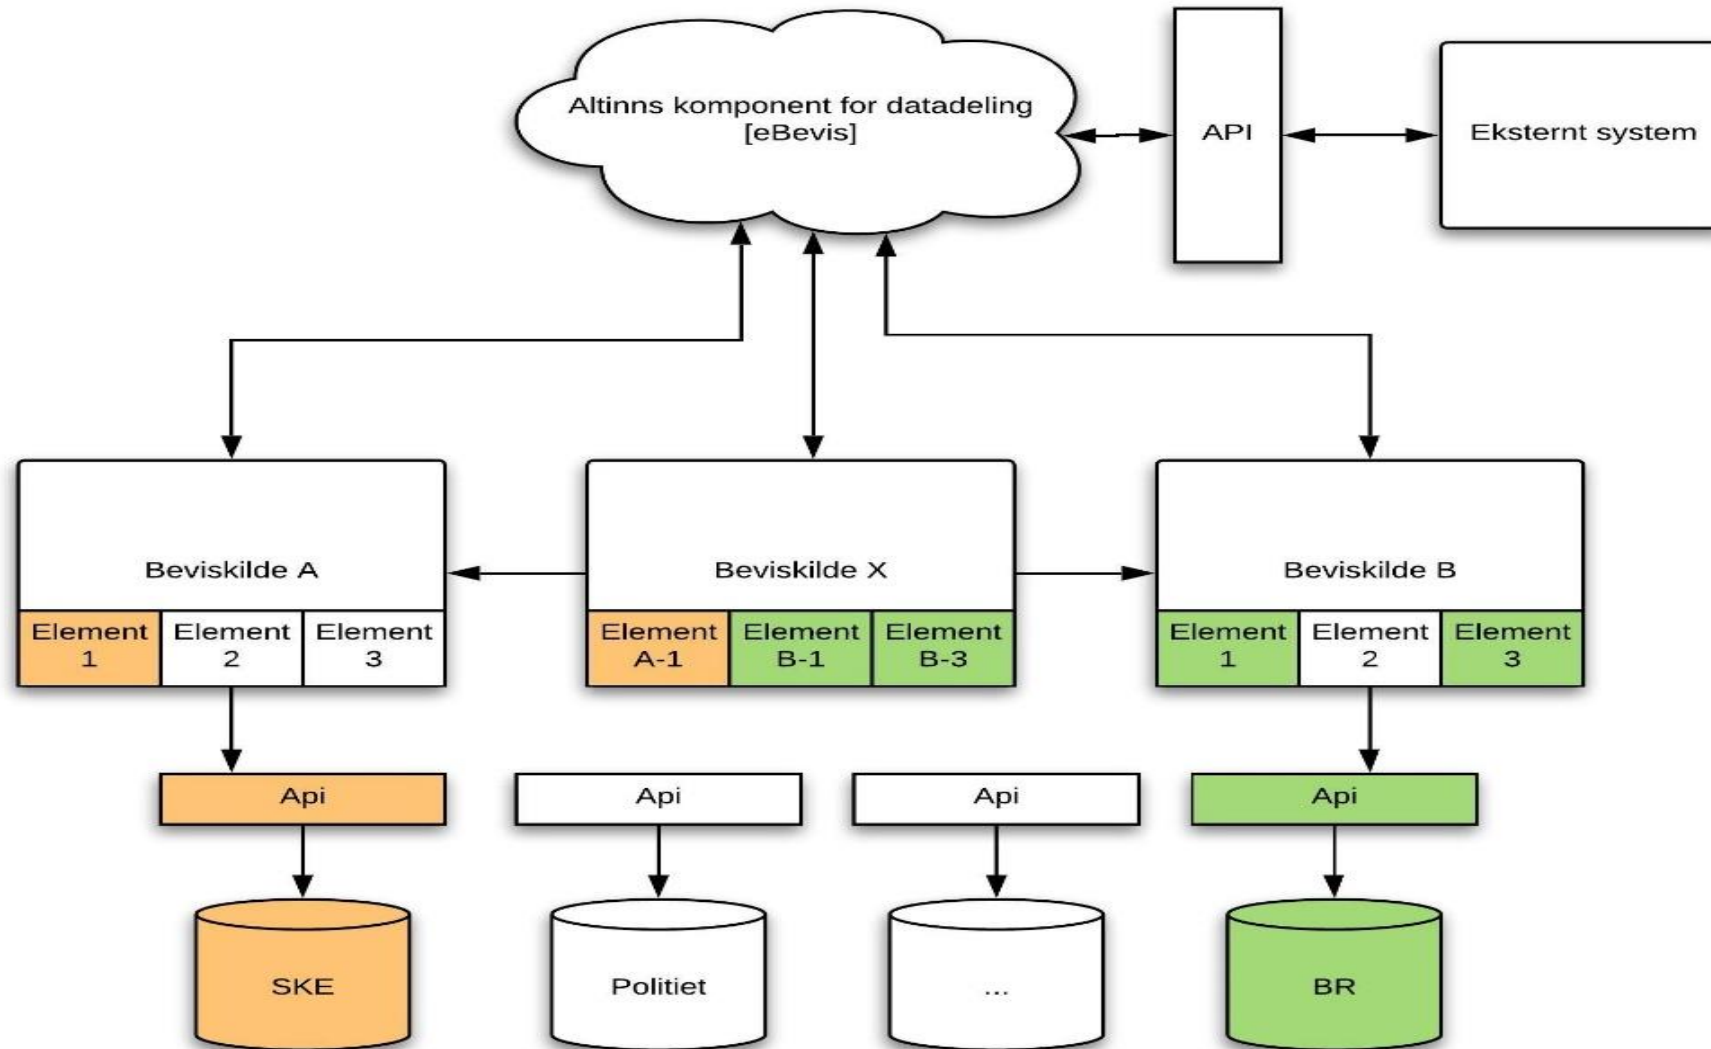 Altinns komponent for datadeling
[eBevis]
API
Eksternt system
Beviskilde A
Beviskilde X
Beviskilde B
Element
1
Element
2
Element
3
Element
A-1
Element
B-1
Element
B-3
Element
1
Element
2
Element
3
Api
Api
Api
Api
SKE
Politiet
...
BR